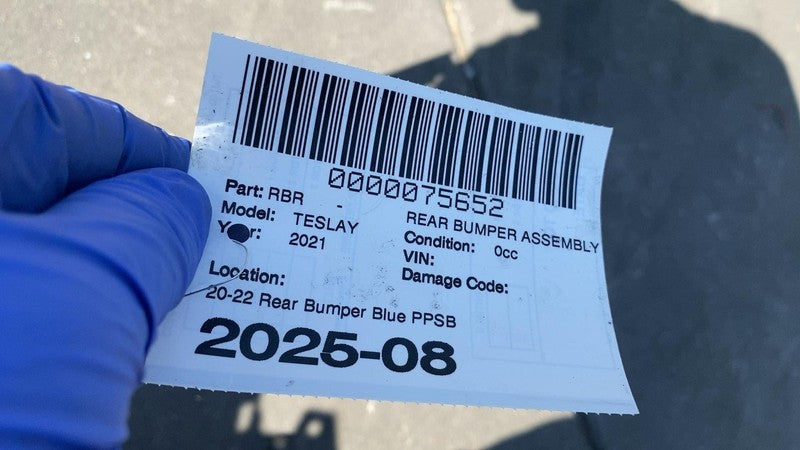 0000075652
Part: RBR -
REAR BUMPER ASSEMBLY
Model: TESLAY
Condition: 0cc
Year: 2021
VIN:
Damage Code:
Location:
20-22 Rear Bumper Blue PPSB
2025-08